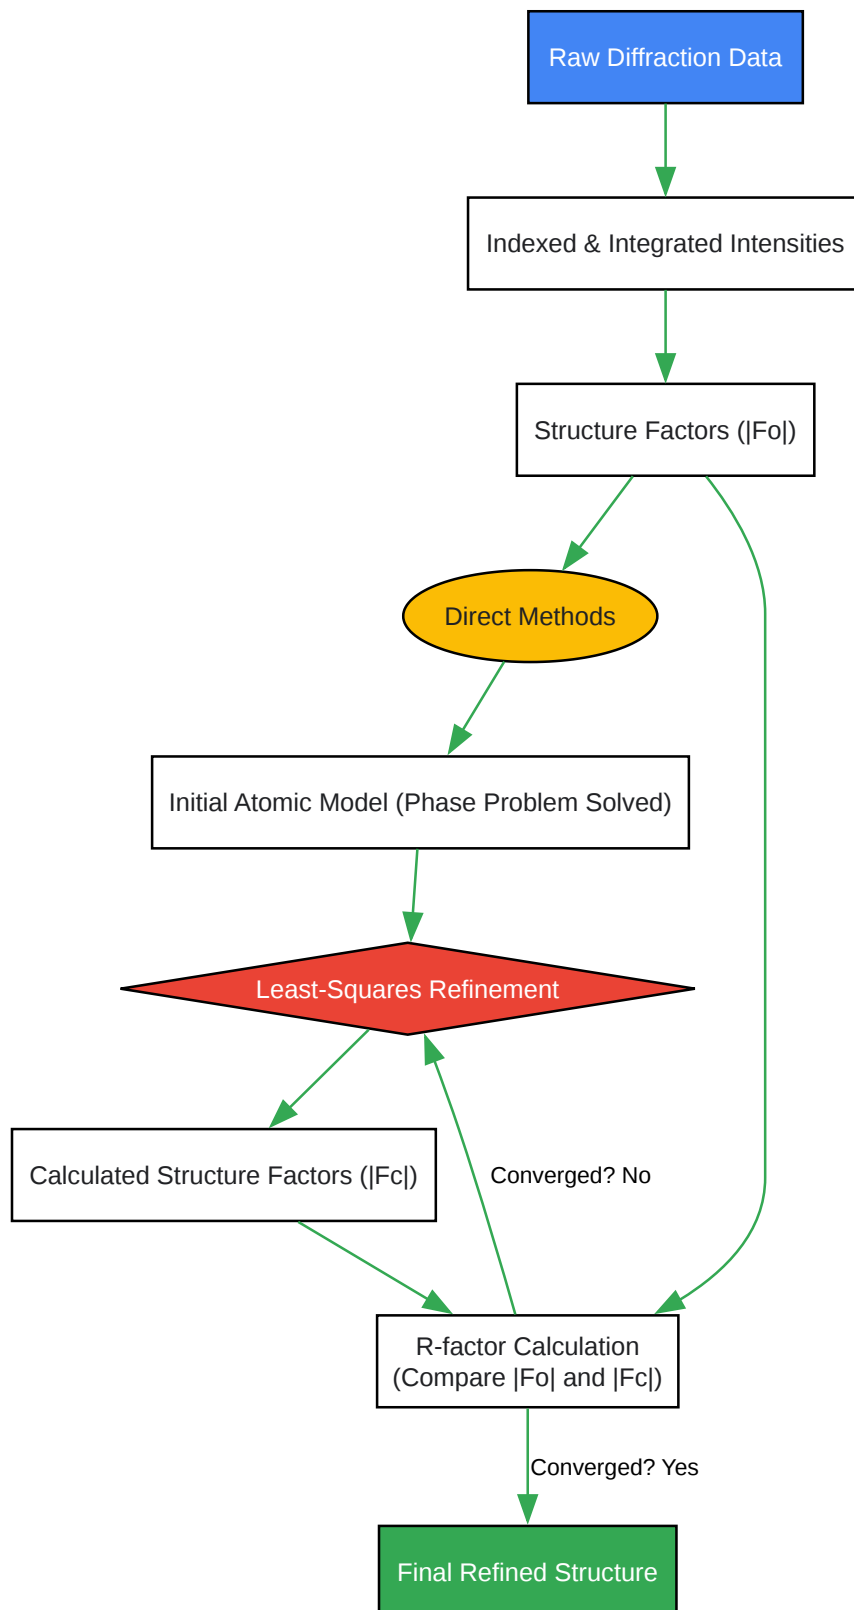 Raw Diffraction Data
Indexed & Integrated Intensities
Structure Factors (|Fo|)
Direct Methods
Initial Atomic Model (Phase Problem Solved)
Least-Squares Refinement
Calculated Structure Factors (|Fc|)
Converged? No
R-factor Calculation
(Compare |Fo| and |Fc|)
Converged? Yes
Final Refined Structure